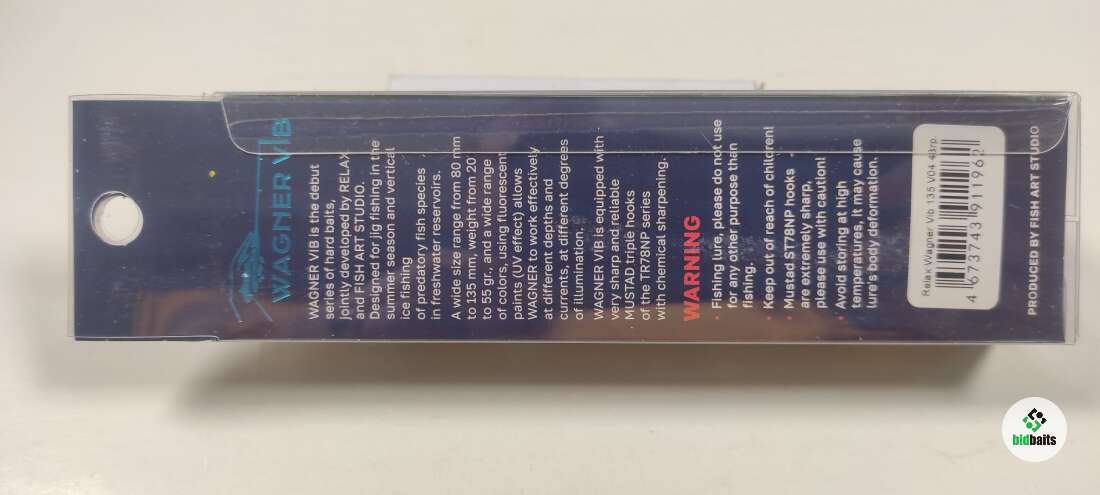 WAGNER VIB
WAGNER VIB is the debut
series of hard baits,
jointly developed by RELAX
and FISH ART STUDIO.
Designed for jig fishing in the
summer season and vertical
ice fishing
of predatory fish species
in freshwater reservoirs.
A wide size range from 80 mm
to 135 mm, weight from 20
to 55 gr., and a wide range
of colors, using fluorescent
paints (UV effect) allows
WAGNER to work effectively
at different depths and
currents, at different degrees
of illumination.
WAGNER VIB is equipped with
very sharp and reliable
MUSTAD triple hooks
of the TR78NP series
with chemical sharpening.
WARNING
• Fishing lure, please do not use
for any other purpose than
fishing.
• Keep out of reach of children!
• Mustad ST78NP hooks
are extremely sharp,
please use with caution!
• Avoid storing at high
temperatures, it may cause
lure's body deformation.
Relax Wagner Vib 135 V04 43гр.
4 673743 911962
PRODUCED BY FISH ART STUDIO
bidbaits